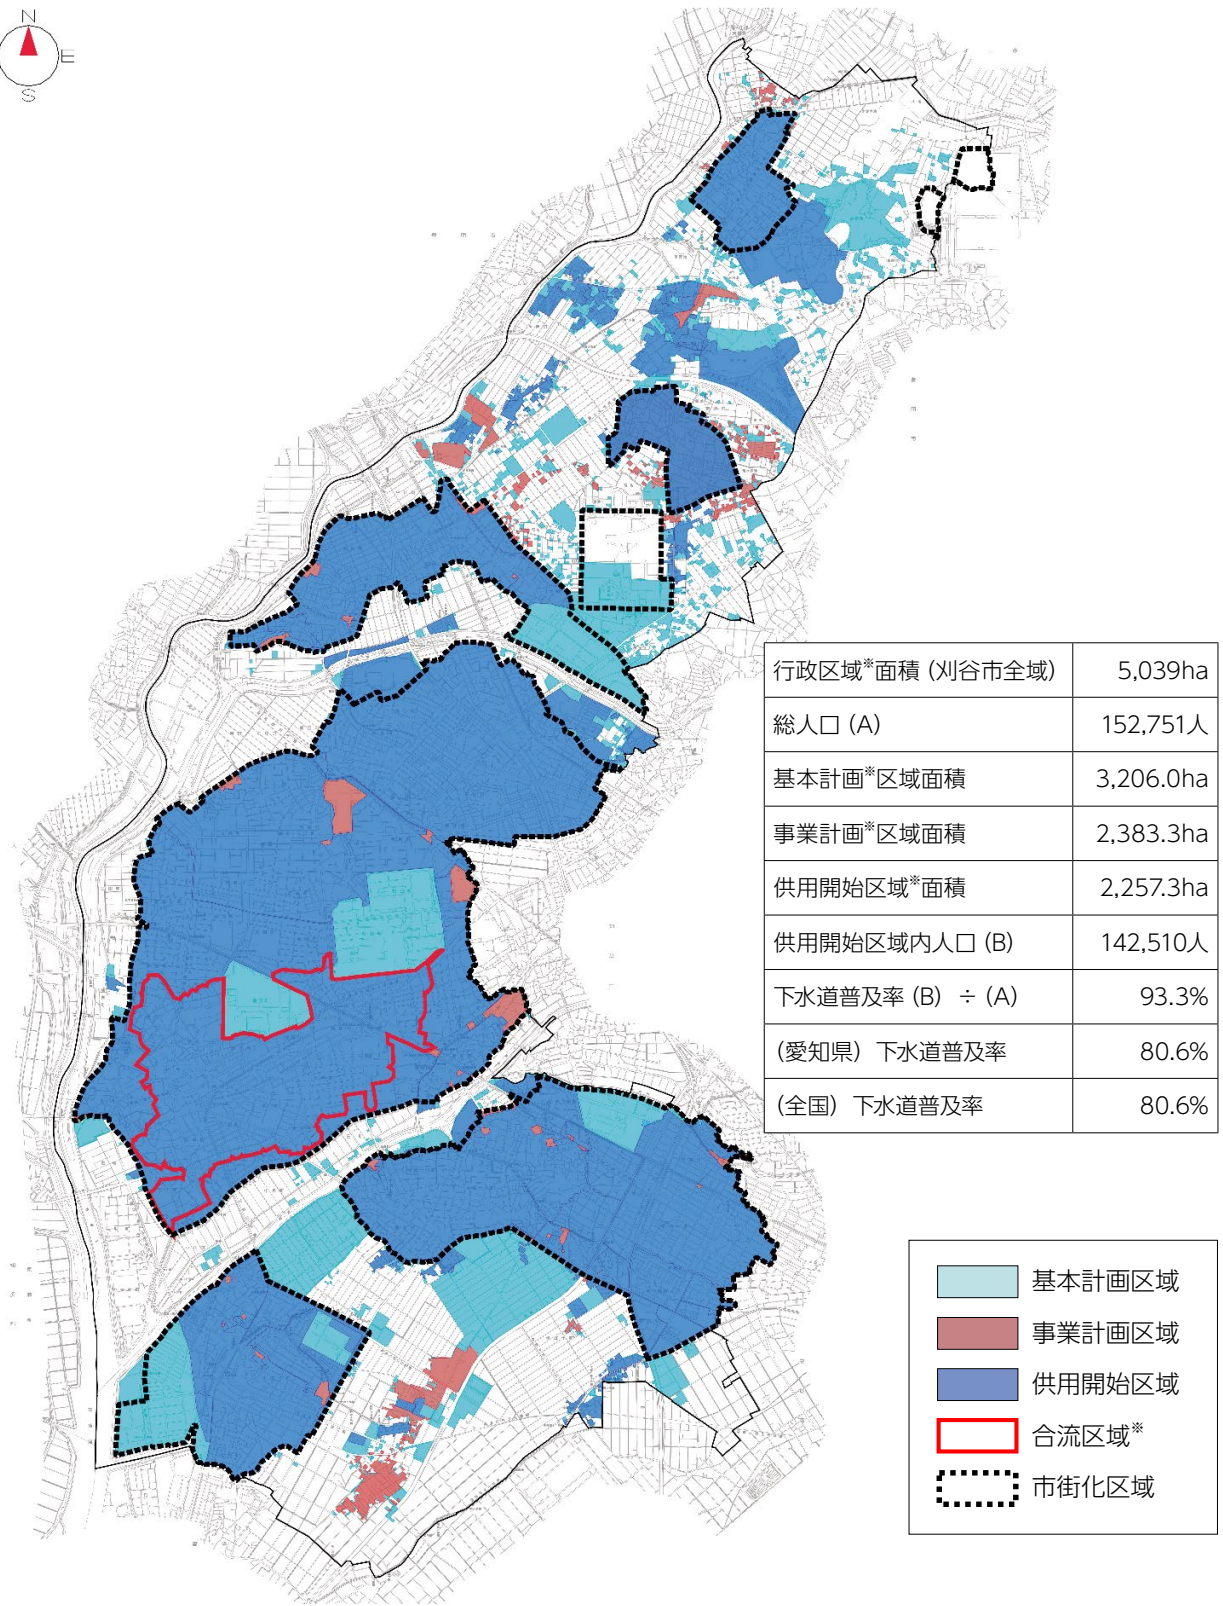 N
E
S
行政区域※面積 (刈谷市全域) 5,039ha
総人口 (A) 152,751人
基本計画※区域面積 3,206.0ha
事業計画※区域面積 2,383.3ha
供用開始区域※面積 2,257.3ha
供用開始区域内人口 (B) 142,510人
下水道普及率 (B) ÷ (A) 93.3%
(愛知県) 下水道普及率 80.6%
(全国) 下水道普及率 80.6%
基本計画区域
事業計画区域
供用開始区域
合流区域※
市街化区域